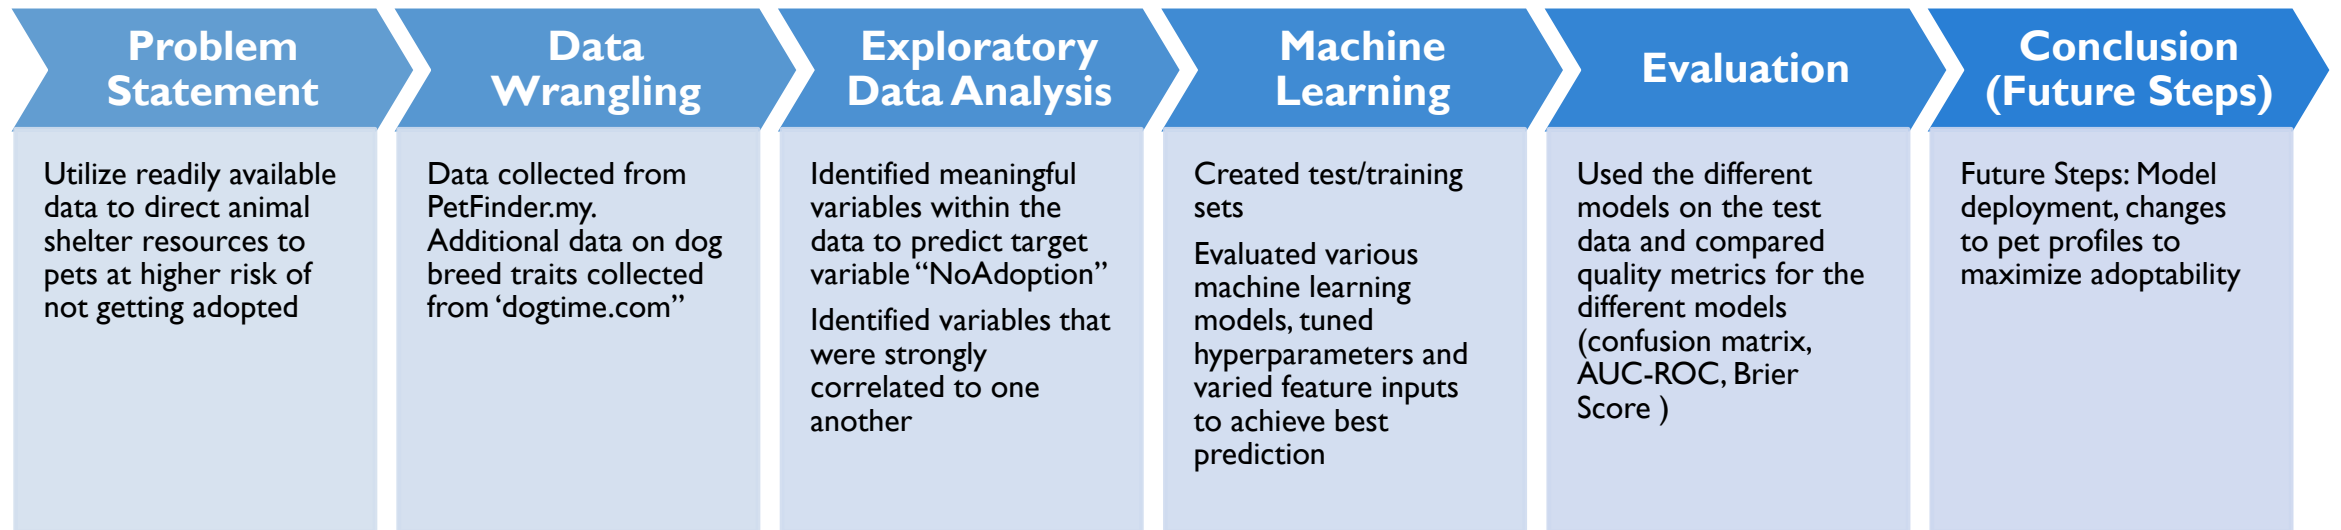 Problem
Statement
Utilize readily available
data to direct animal
shelter resources to
pets at higher risk of
not getting adopted
Data
Wrangling
Data collected from
PetFinder.my.
Additional data on dog
breed traits collected
from ‘dogtime.com”
Exploratory
Data Analysis
Identified meaningful
variables within the
data to predict target
variable “NoAdoption”
Identified variables that
were strongly
correlated to one
another
Machine
Learning
Created test/training
sets
Evaluated various
machine learning
models, tuned
hyperparameters and
varied feature inputs
to achieve best
prediction
Evaluation
Used the different
models on the test
data and compared
quality metrics for the
different models
(confusion matrix,
AUC-ROC, Brier
Score )
Conclusion
(Future Steps)
Future Steps: Model
deployment, changes
to pet profiles to
maximize adoptability